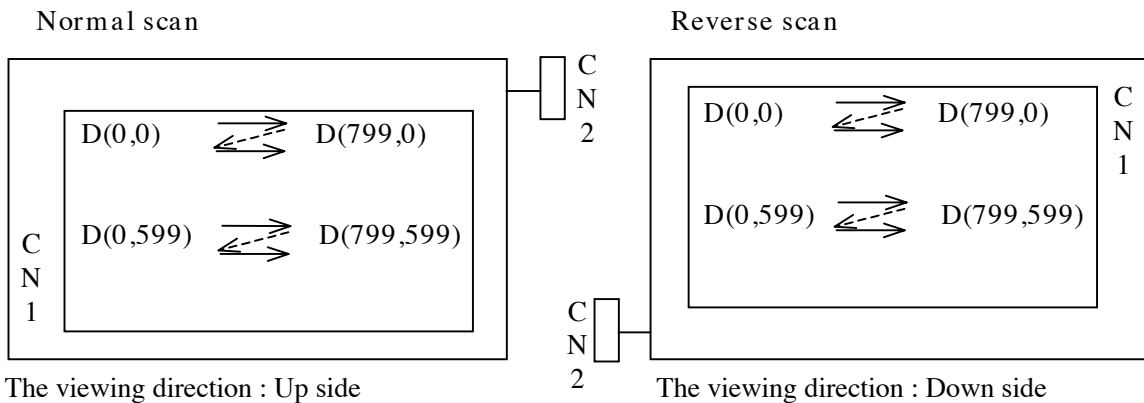 Normal scan
C
N
2
D(0,0) D(799,0)
D(0,599) D(799,599)
C
N
1
The viewing direction : Up side
Reverse scan
D(0,0) D(799,0)
C
N
1
D(0,599) D(799,599)
C
N
2
The viewing direction : Down side